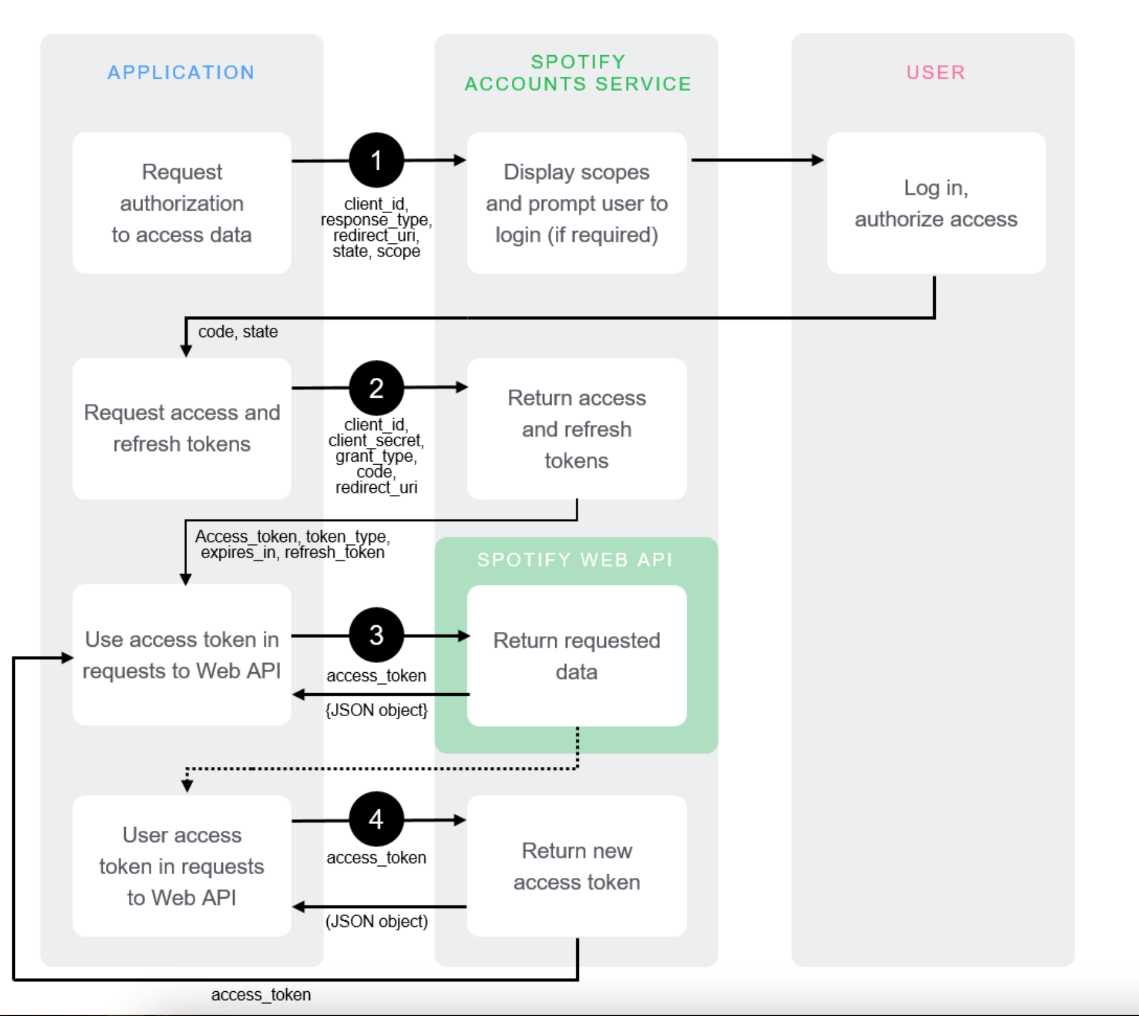 APPLICATION
SPOTIFY
ACCOUNTS SERVICE
USER
Request
authorization
to access data
1
client_id,
response_type,
redirect_uri,
state, scope
Display scopes
and prompt user to
login (if required)
Log in,
authorize access
code, state
Request access and
refresh tokens
2
client_id,
client_secret,
grant_type,
code,
redirect_uri
Return access
and refresh
tokens
Access_token, token_type,
expires_in, refresh_token
SPOTIFY WEB API
Use access token in
requests to Web API
3
access_token
{JSON object}
Return requested
data
User access
token in requests
to Web API
4
access_token
(JSON object)
Return new
access token
access_token